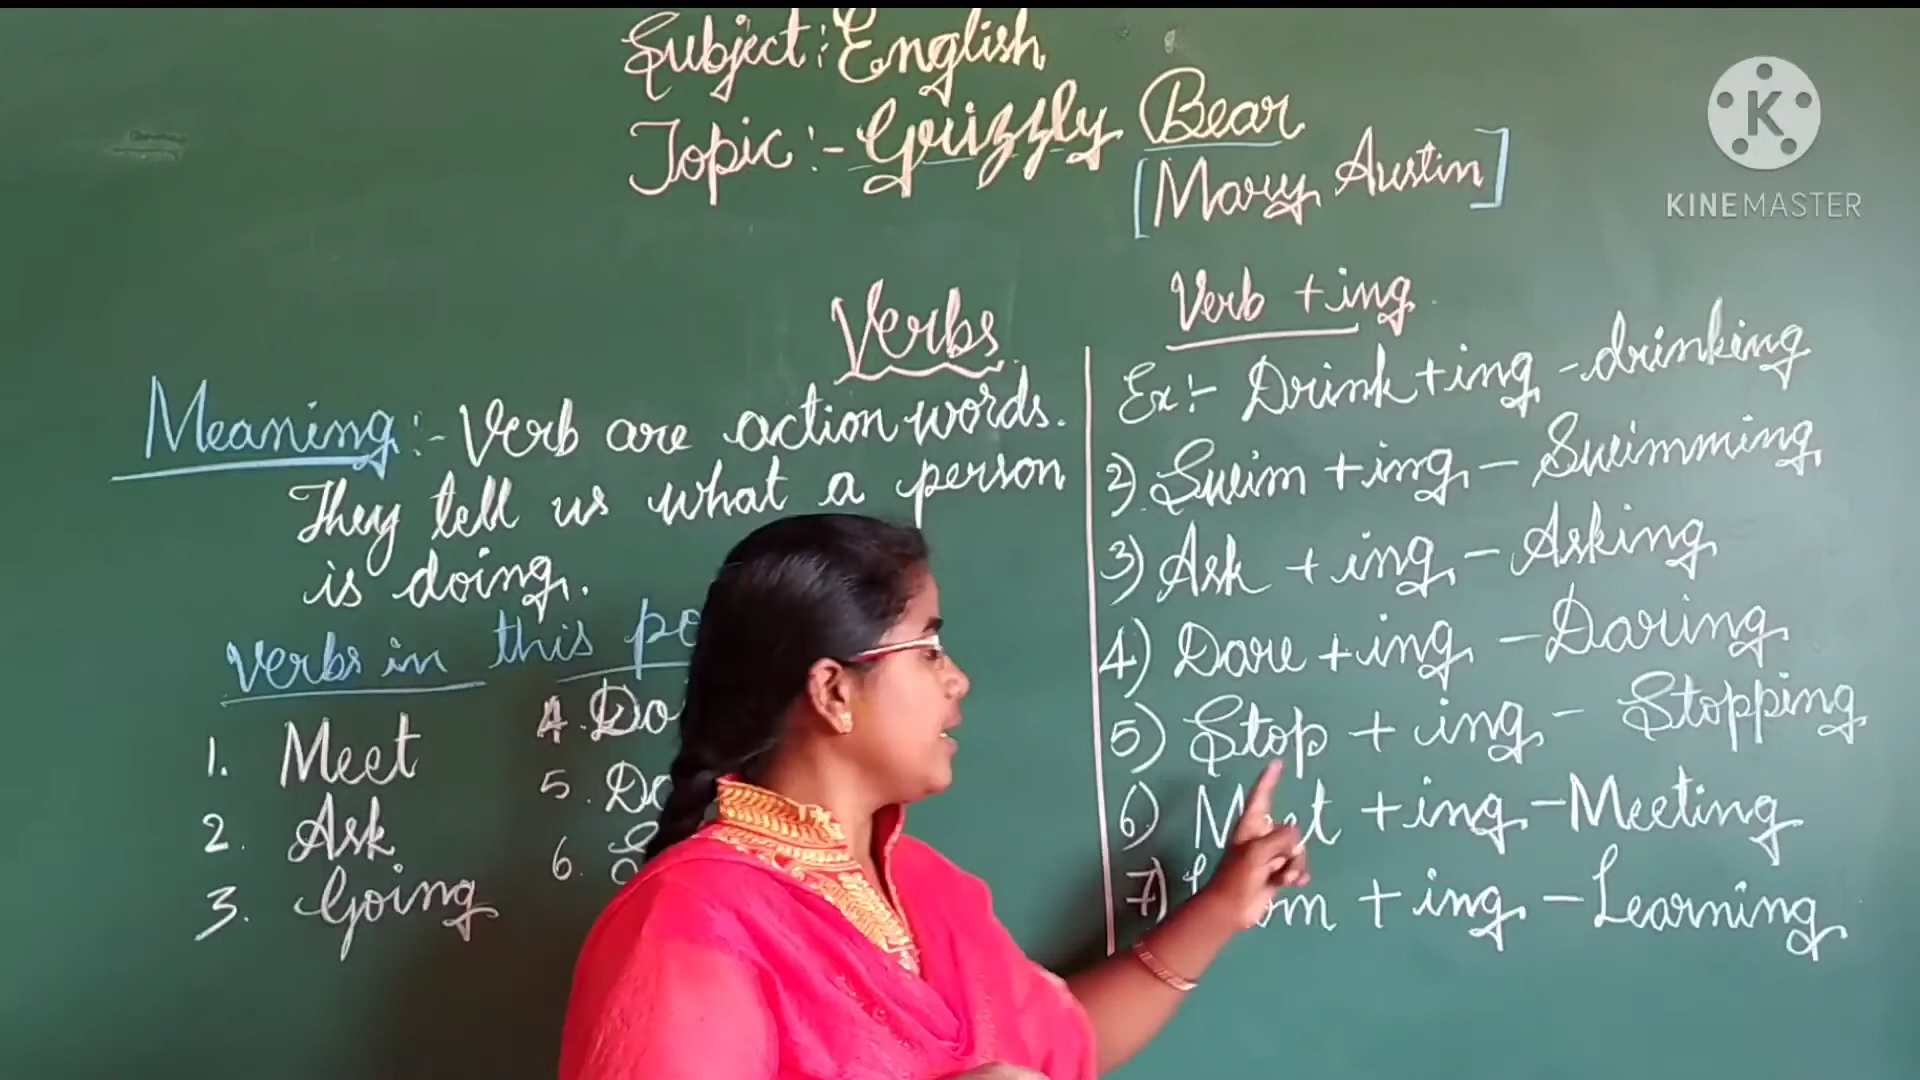 Subject: English
Topic :- Grizzly Bear
[Mary Austin]
KINEMASTER
Verbs
Meaning :- Verb are action words.
They tell us what a person
is doing.
Verbs in this
1. Meet
2. Ask
3. Going
4.
5.
6.
Verb + ing
Ex:- Drink + ing - drinking
2) Swim + ing - Swimming
3) Ask + ing - Asking
4) Dare + ing - Daring
5) Stop + ing - Stopping
6) Meet + ing - Meeting
7) + ing - Learning